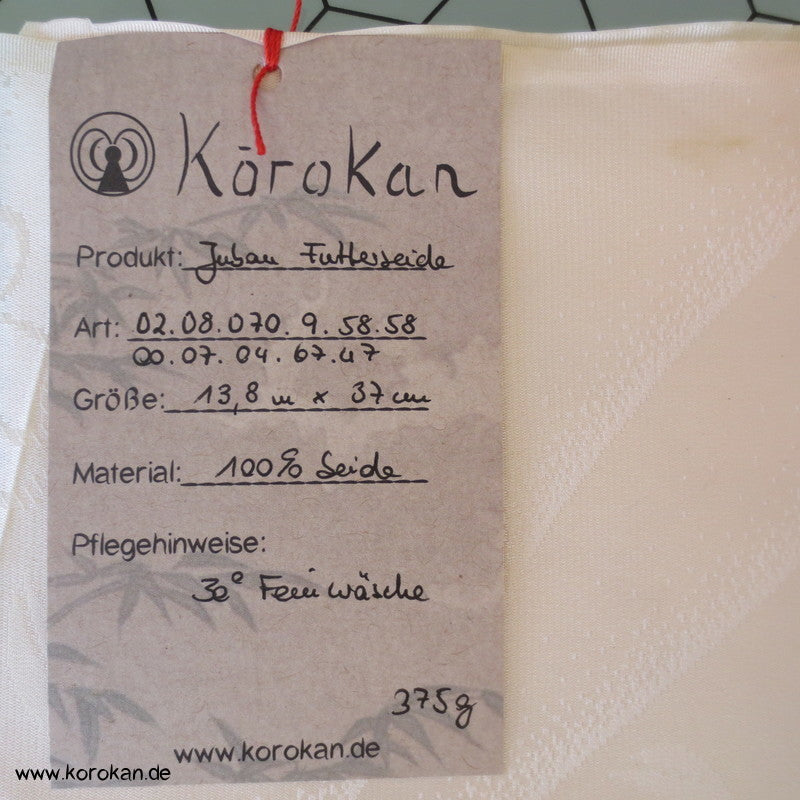 Kōrokan
Produkt: Juban Futterseide
Art: 02.08.070.9.58.58
00.07.04.67.47
Größe: 13,8 m x 37 cm
Material: 100% Seide
Pflegehinweise:
30° Feinwäsche
375g
www.korokan.de
www.korokan.de